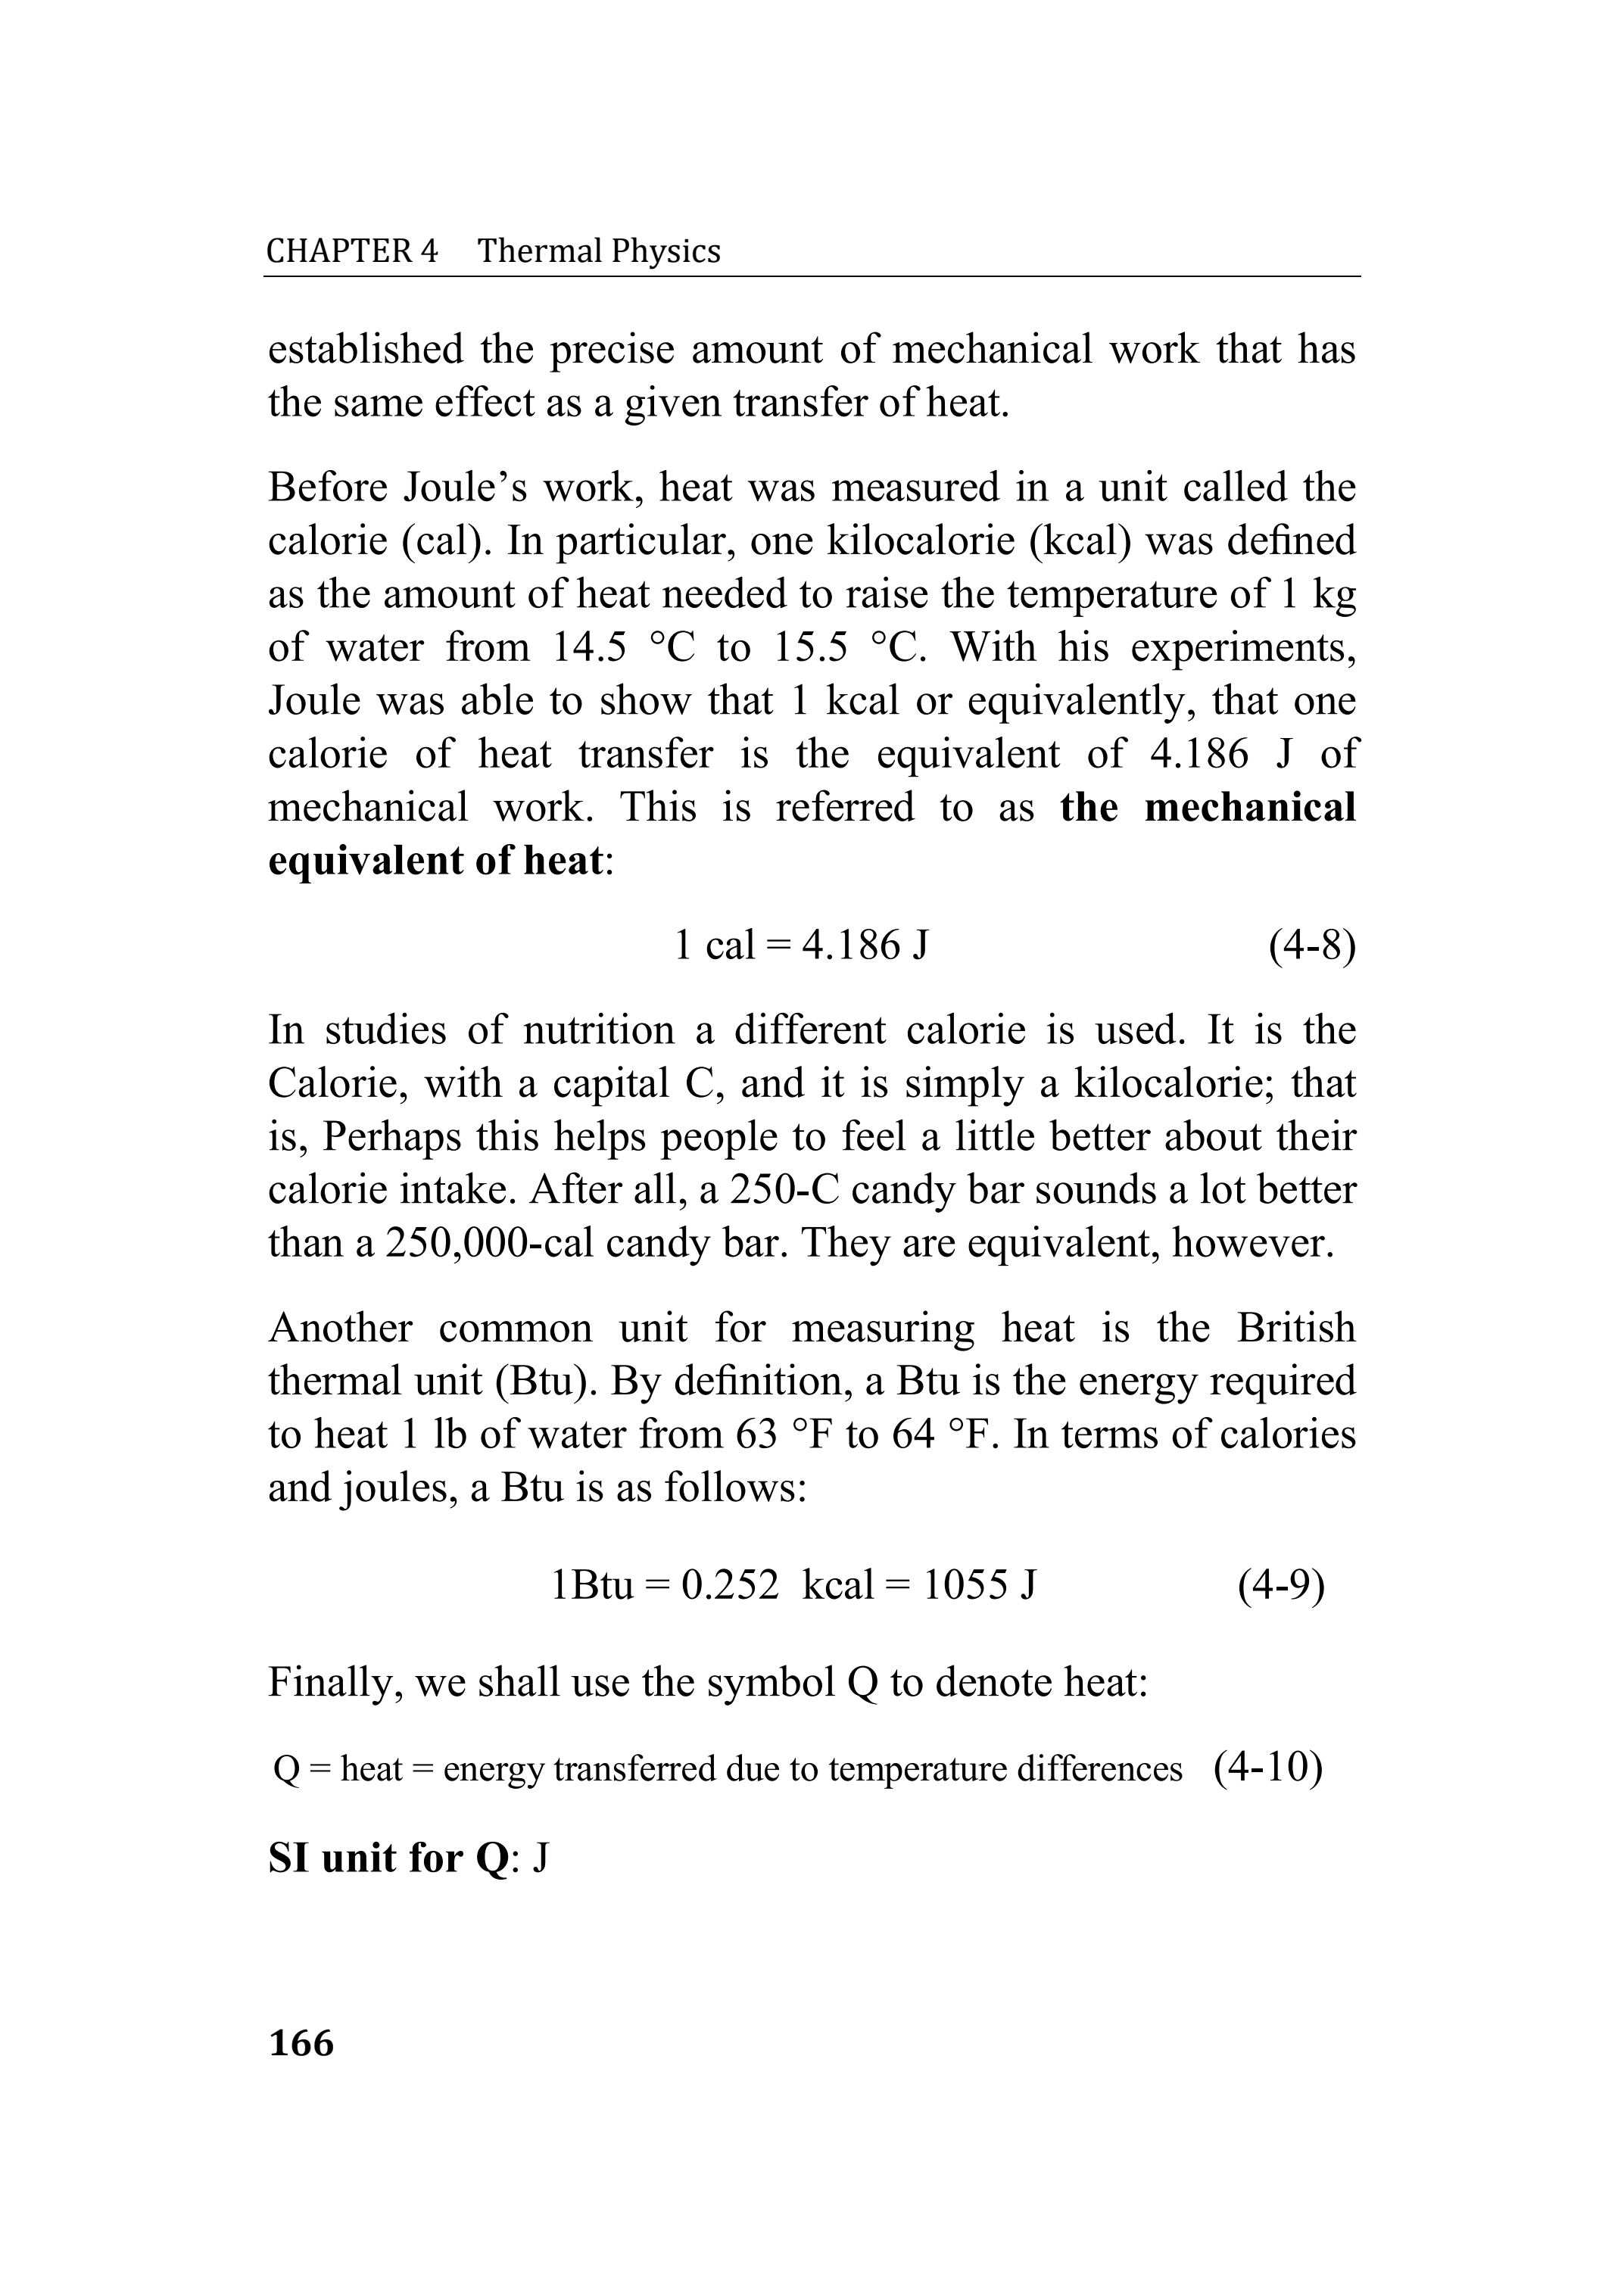 CHAPTER 4 Thermal Physics
established the precise amount of mechanical work that has
the same effect as a given transfer of heat.
Before Joule’s work, heat was measured in a unit called the
calorie (cal). In particular, one kilocalorie (kcal) was defined
as the amount of heat needed to raise the temperature of 1 kg
of water from 14.5 °C to 15.5 °C. With his experiments,
Joule was able to show that 1 kcal or equivalently, that one
calorie of heat transfer is the equivalent of 4.186 J of
mechanical work. This is referred to as the mechanical
equivalent of heat:
1 cal = 4.186 J (4-8)
In studies of nutrition a different calorie is used. It is the
Calorie, with a capital C, and it is simply a kilocalorie; that
is, Perhaps this helps people to feel a little better about their
calorie intake. After all, a 250-C candy bar sounds a lot better
than a 250,000-cal candy bar. They are equivalent, however.
Another common unit for measuring heat is the British
thermal unit (Btu). By definition, a Btu is the energy required
to heat 1 lb of water from 63 °F to 64 °F. In terms of calories
and joules, a Btu is as follows:
1Btu = 0.252 kcal = 1055 J (4-9)
Finally, we shall use the symbol Q to denote heat:
Q = heat = energy transferred due to temperature differences (4-10)
SI unit for Q: J
166